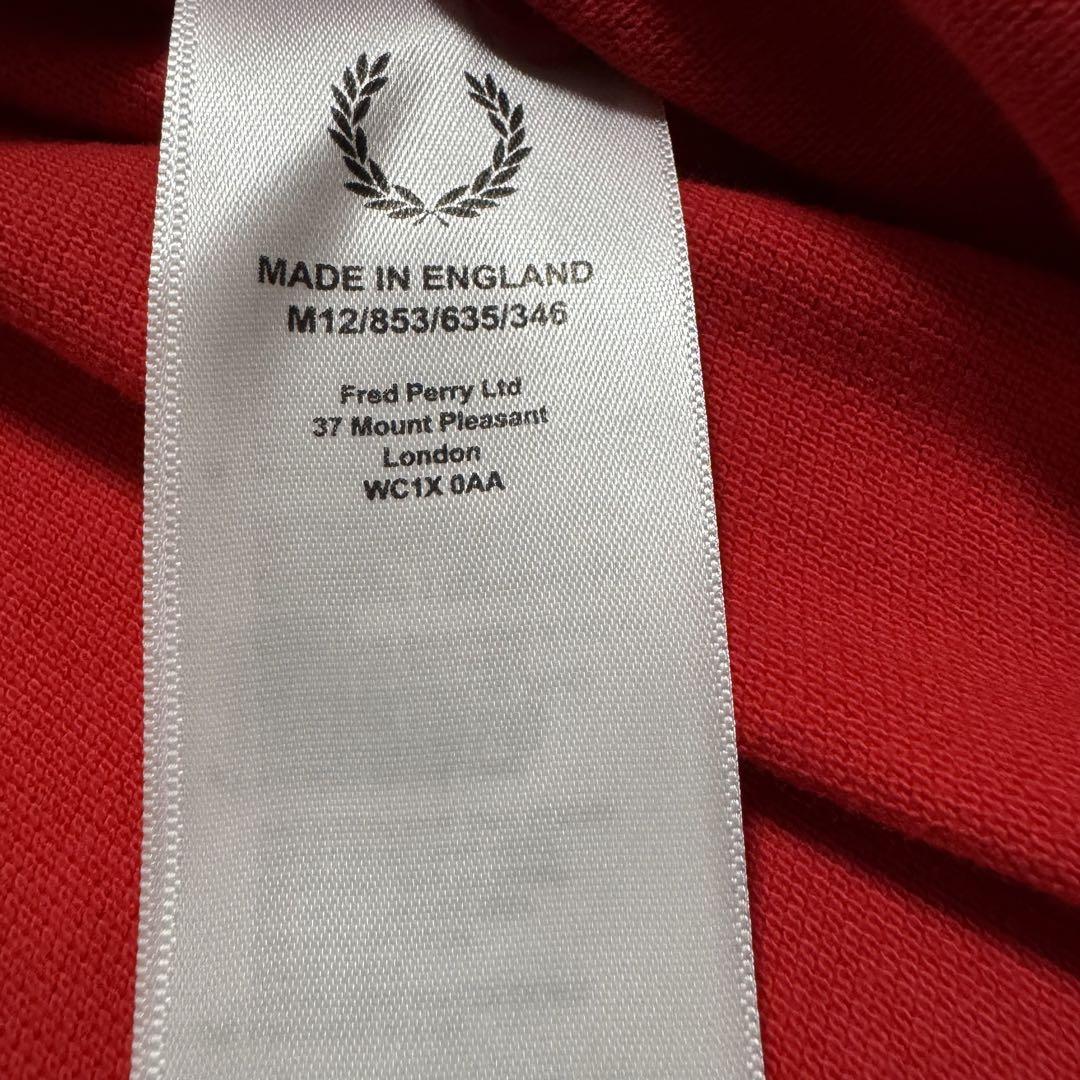 MADE IN ENGLAND
M12/853/635/346
Fred Perry Ltd
37 Mount Pleasant
London
WC1X 0AA